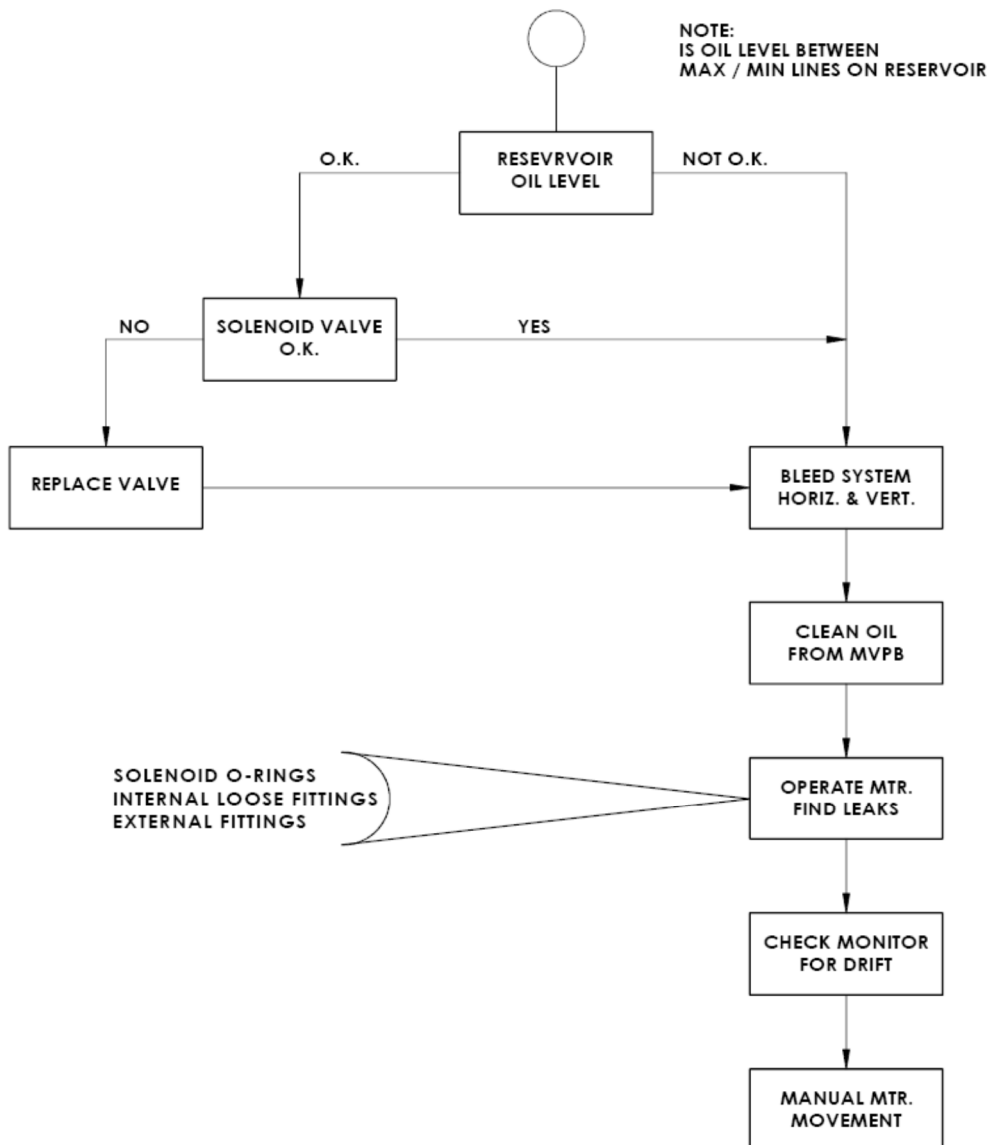 NOTE:
IS OIL LEVEL BETWEEN
MAX / MIN LINES ON RESERVOIR
O.K.
RESEVRVOIR
OIL LEVEL
NOT O.K.
NO
SOLENOID VALVE
O.K.
YES
REPLACE VALVE
BLEED SYSTEM
HORIZ. & VERT.
CLEAN OIL
FROM MVPB
SOLENOID O-RINGS
INTERNAL LOOSE FITTINGS
EXTERNAL FITTINGS
OPERATE MTR.
FIND LEAKS
CHECK MONITOR
FOR DRIFT
MANUAL MTR.
MOVEMENT